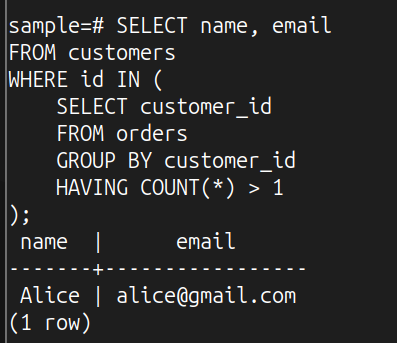 sample=# SELECT name, email
FROM customers
WHERE id IN (
    SELECT customer_id
    FROM orders
    GROUP BY customer_id
    HAVING COUNT(*) > 1
);
 name  |      email
-------+-----------------
 Alice | alice@gmail.com
(1 row)